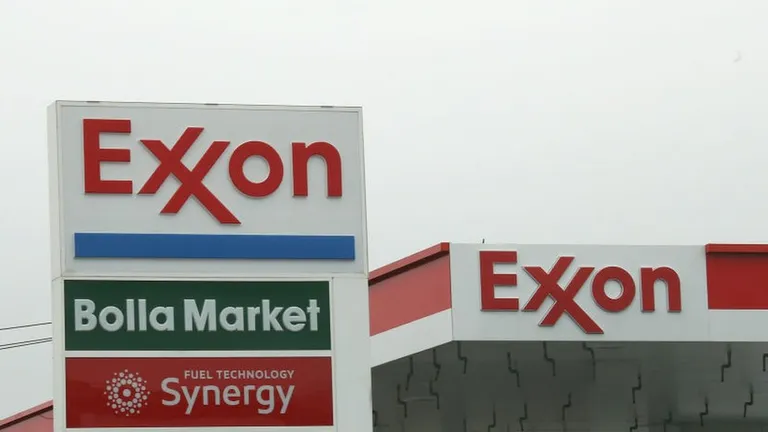 Exxon
Bolla Market
FUEL TECHNOLOGY
Synergy
Exxon